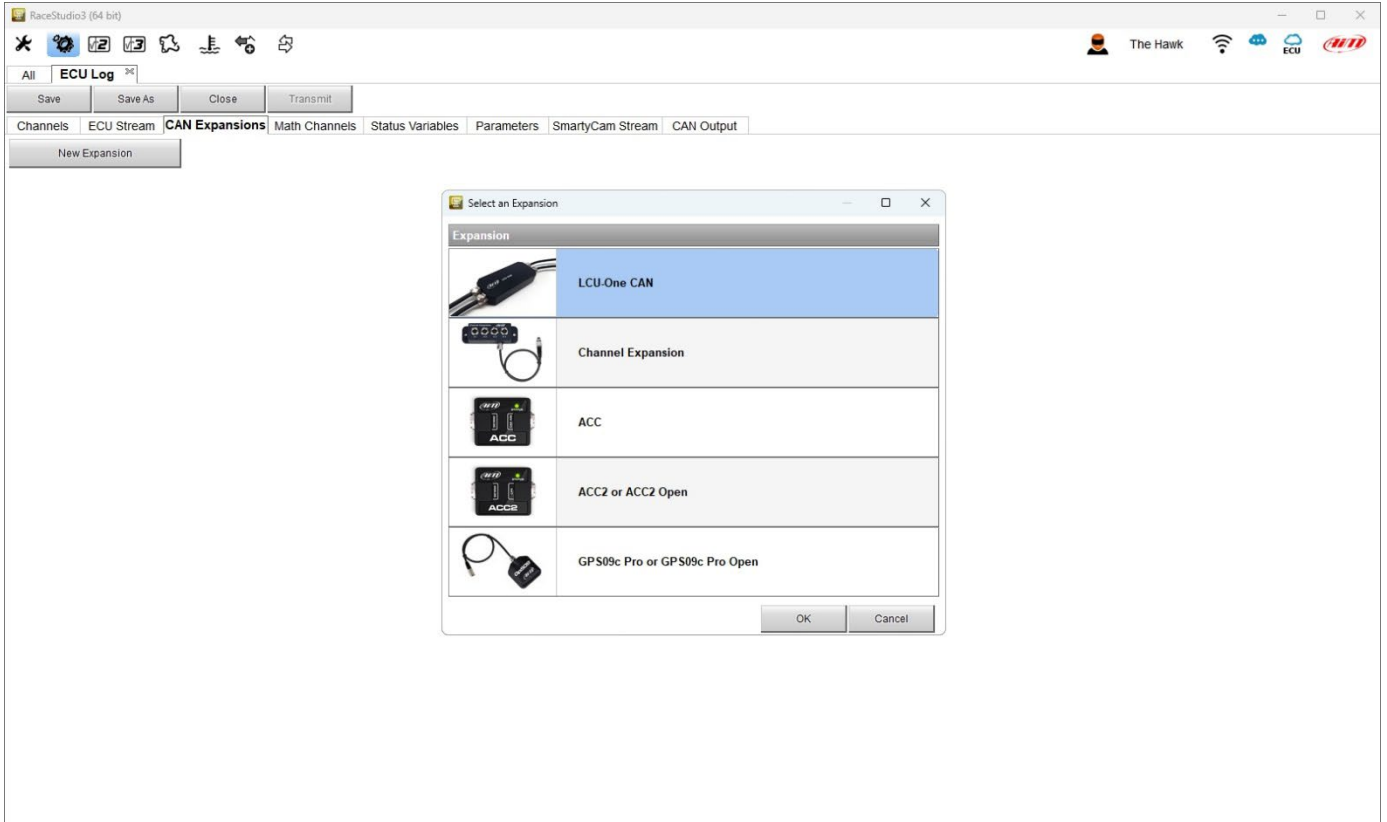 RaceStudio3 (64 bit)
The Hawk
ECU
AiM
All ECU Log
Save Save As Close Transmit
Channels ECU Stream CAN Expansions Math Channels Status Variables Parameters SmartyCam Stream CAN Output
New Expansion
Select an Expansion
Expansion
LCU-One CAN
Channel Expansion
ACC
ACC
ACC2
ACC2 or ACC2 Open
GPS09c Pro or GPS09c Pro Open
OK Cancel